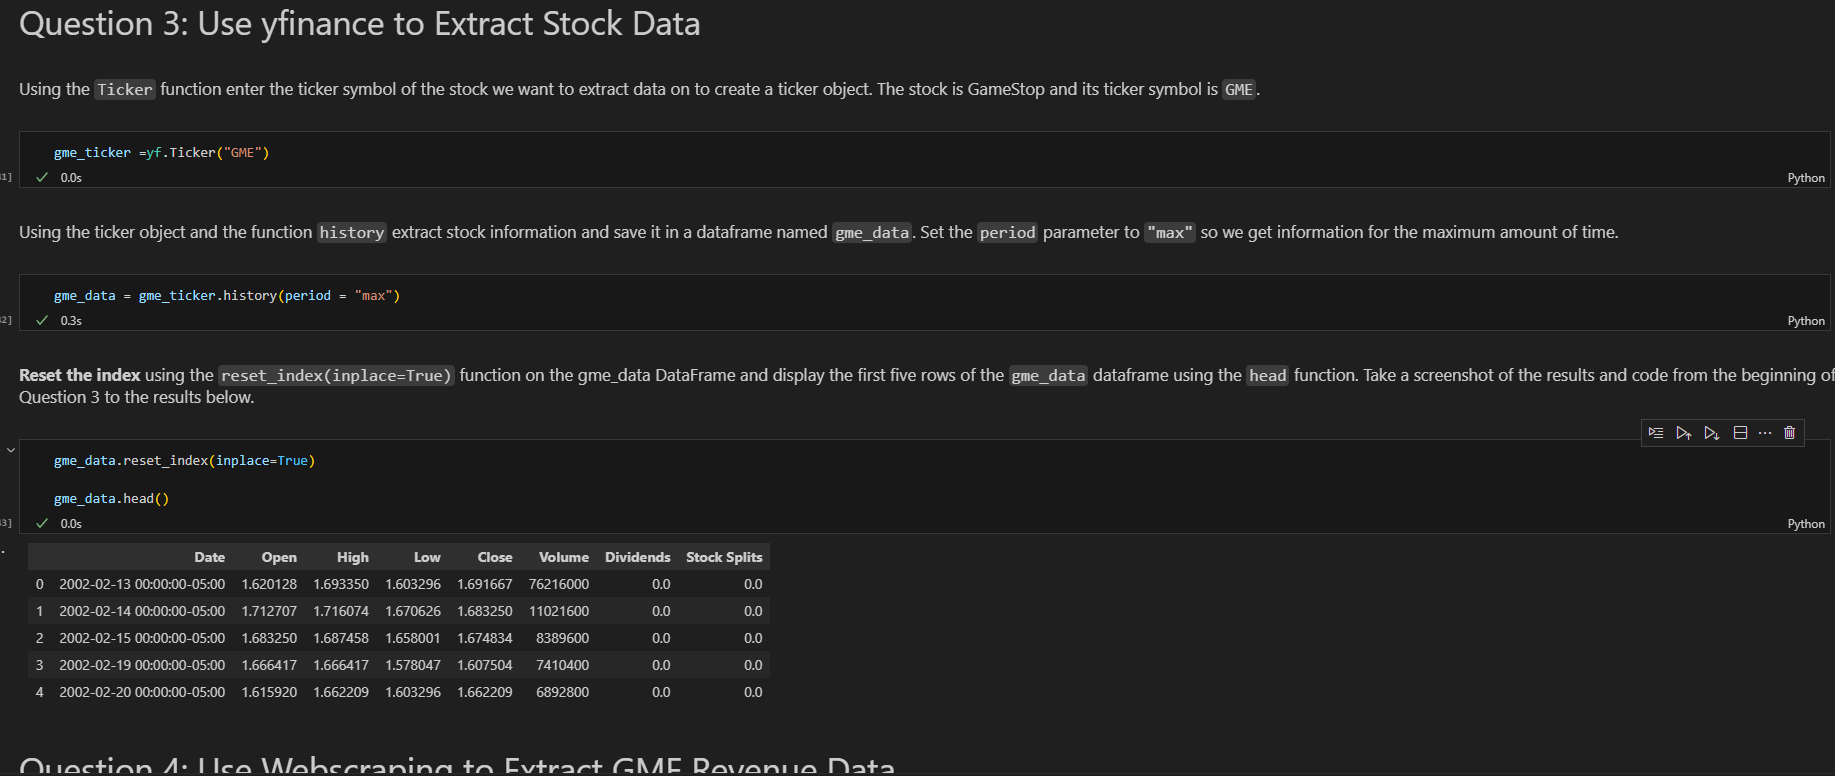 Question 3: Use yfinance to Extract Stock Data
Using the Ticker function enter the ticker symbol of the stock we want to extract data on to create a ticker object. The stock is GameStop and its ticker symbol is GME.
gme_ticker =yf.Ticker("GME")
0.0s
Python
Using the ticker object and the function history extract stock information and save it in a dataframe named gme_data. Set the period parameter to "max" so we get information for the maximum amount of time.
gme_data = gme_ticker.history(period = "max")
0.3s
Python
Reset the index using the reset_index(inplace=True) function on the gme_data DataFrame and display the first five rows of the gme_data dataframe using the head function. Take a screenshot of the results and code from the beginning of
Question 3 to the results below.
gme_data.reset_index(inplace=True)
gme_data.head()
0.0s
Python
Date Open High Low Close Volume Dividends Stock Splits
0 2002-02-13 00:00:00-05:00 1.620128 1.693350 1.603296 1.691667 76216000 0.0 0.0
1 2002-02-14 00:00:00-05:00 1.712707 1.716074 1.670626 1.683250 11021600 0.0 0.0
2 2002-02-15 00:00:00-05:00 1.683250 1.687458 1.658001 1.674834 8389600 0.0 0.0
3 2002-02-19 00:00:00-05:00 1.666417 1.666417 1.578047 1.607504 7410400 0.0 0.0
4 2002-02-20 00:00:00-05:00 1.615920 1.662209 1.603296 1.662209 6892800 0.0 0.0
Question 4: Use Webscraping to Extract GME Revenue Data